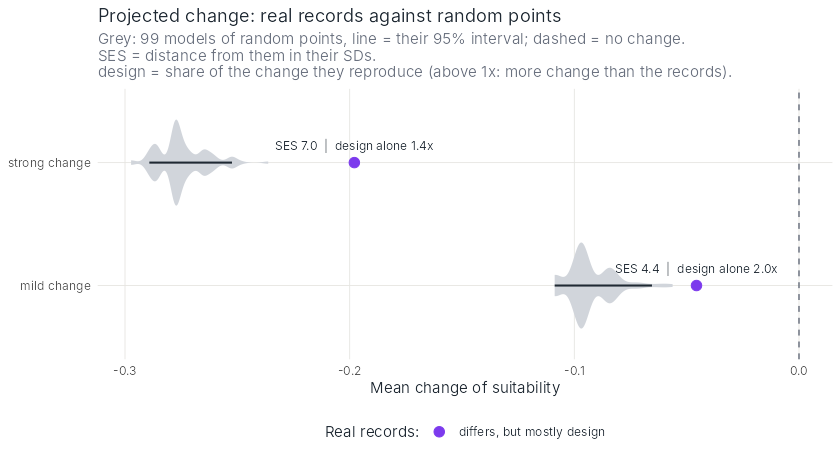 Projected change: real records against random points
Grey: 99 models of random points, line = their 95% interval; dashed = no change.
SES = distance from them in their SDs.
design = share of the change they reproduce (above 1x: more change than the records).
SES 7.0 | design alone 1.4x
strong change
SES 4.4 | design alone 2.0x
mild change
-0.3 -0.2 -0.1 0.0
Mean change of suitability
Real records: differs, but mostly design